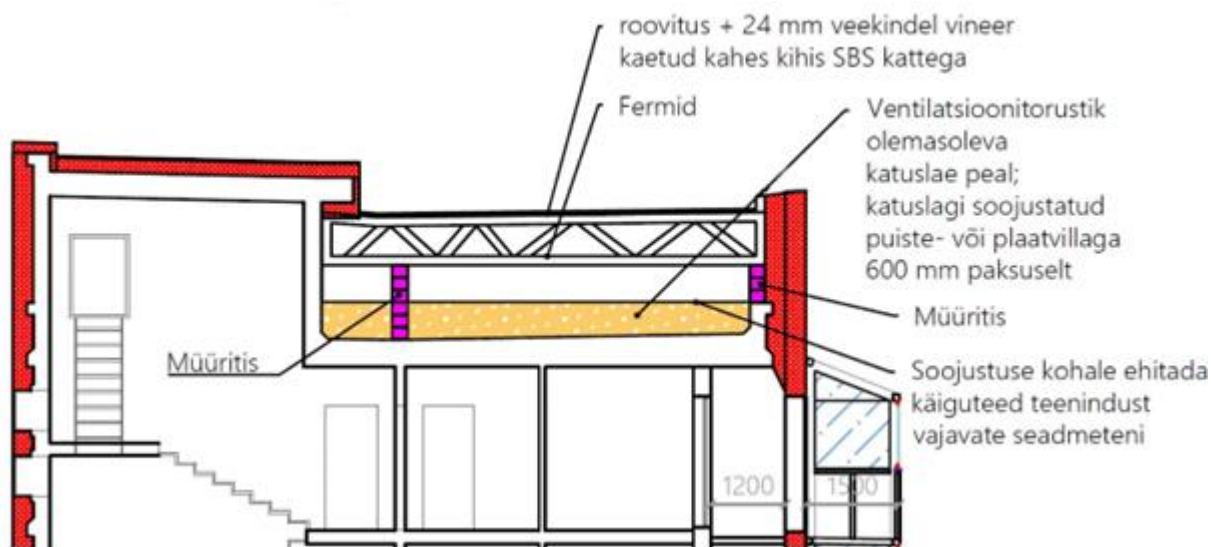 roovitus + 24 mm veekindel vineer
kaetud kahes kihis SBS kattega
Fermid
Ventilatsioonitorustik
olemasoleva
katuslae peal;
katuslagi soojustatud
puiste- või plaatvillaga
600 mm paksuselt
Müüritis
Müüritis
Soojustuse kohale ehitada
käiguteed teenindust
vajavate seadmeteni
1200
1500